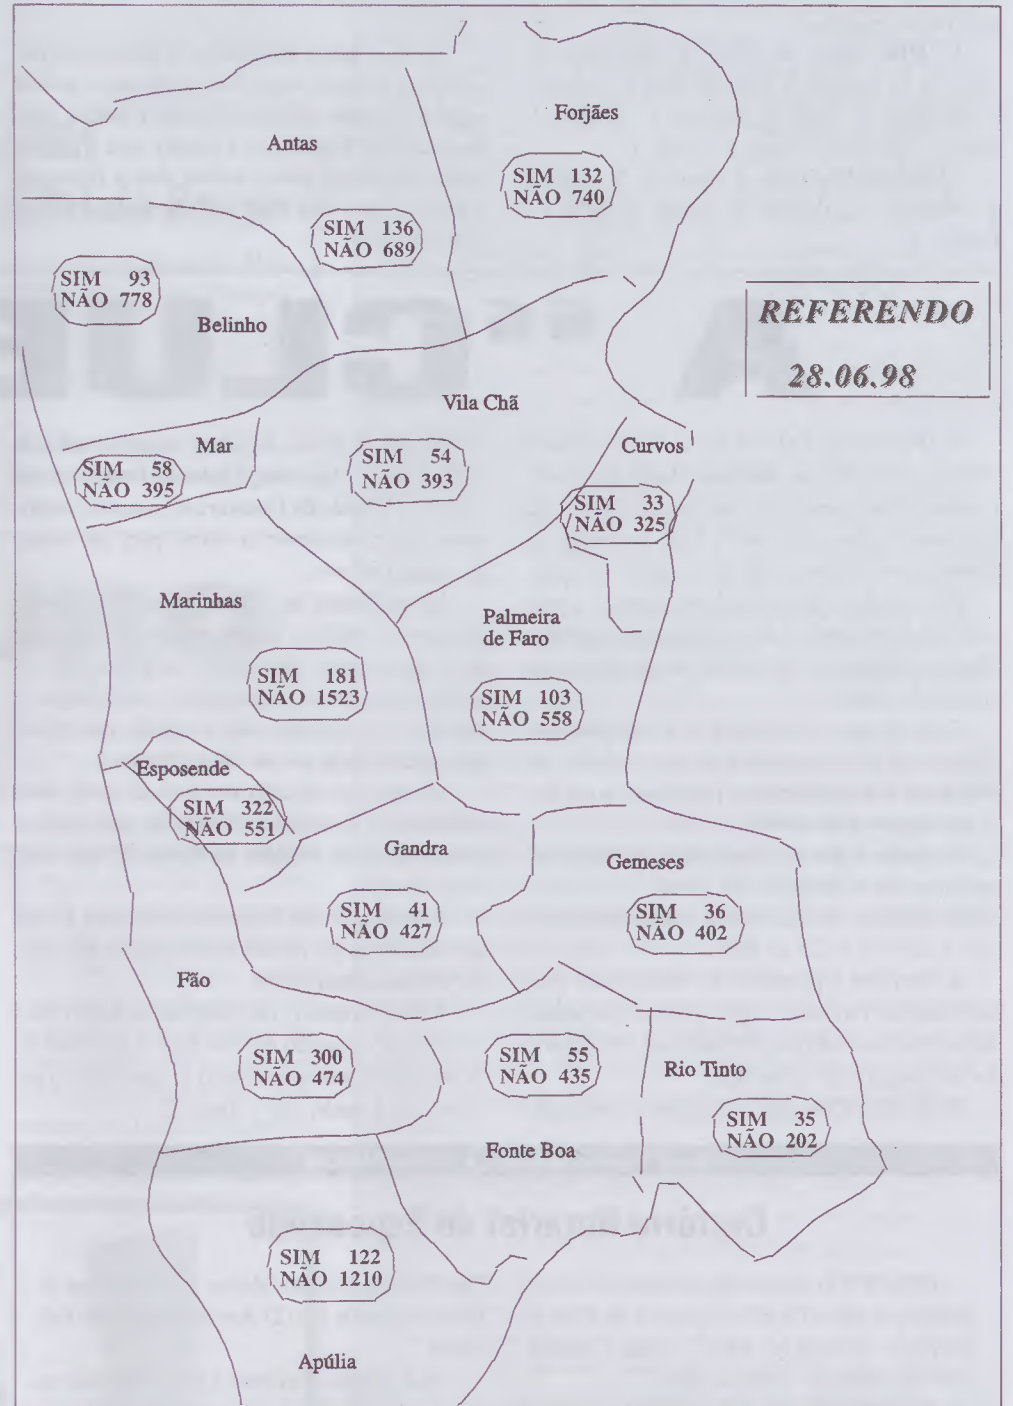 Forjães
SIM 132
NÃO 740
Antas
SIM 136
NÃO 689
SIM 93
NÃO 778
Belinho
REFERENDO
28.06.98
Vila Chã
SIM 54
NÃO 393
Mar
SIM 58
NÃO 395
Curvos
SIM 33
NÃO 325
Marinhas
SIM 181
NÃO 1523
Palmeira
de Faro
SIM 103
NÃO 558
Esposende
SIM 322
NÃO 551
Gandra
SIM 41
NÃO 427
Gemeses
SIM 36
NÃO 402
Fão
SIM 300
NÃO 474
SIM 55
NÃO 435
Fonte Boa
Rio Tinto
SIM 35
NÃO 202
SIM 122
NÃO 1210
Apúlia